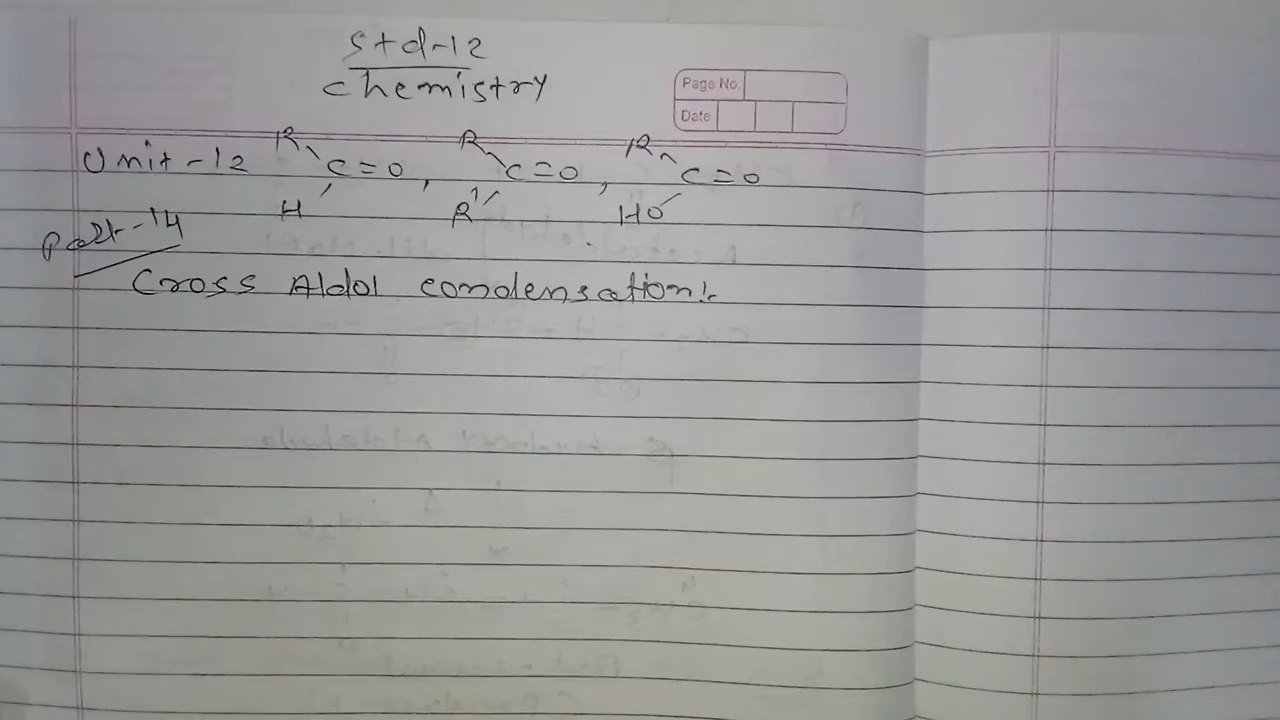 Std-12
Chemistry
Page No.
Date
Unit-12 R C=O, R C=O, R C=O
H R' HO
Part-14
Cross Aldol condensation:-